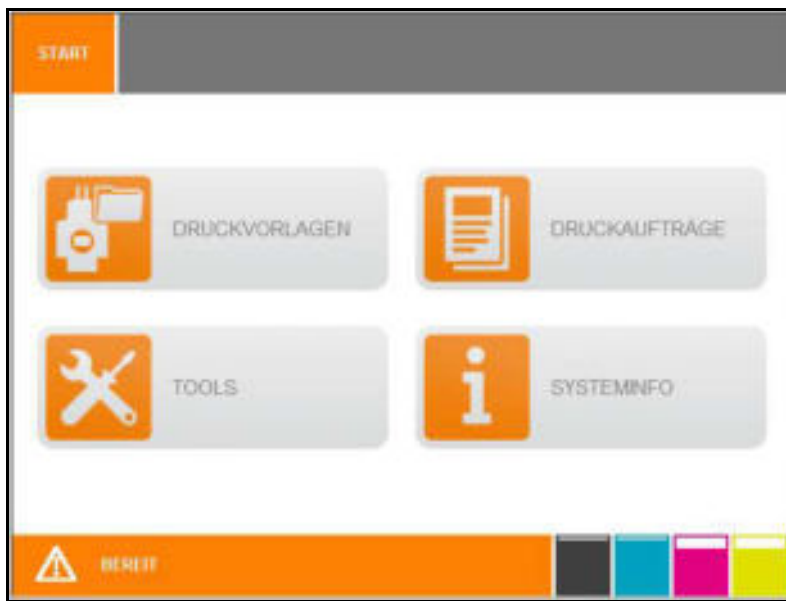 START
DRUCKVORLAGEN
DRUCKAUFTRÄGE
TOOLS
SYSTEMINFO
BEREIT